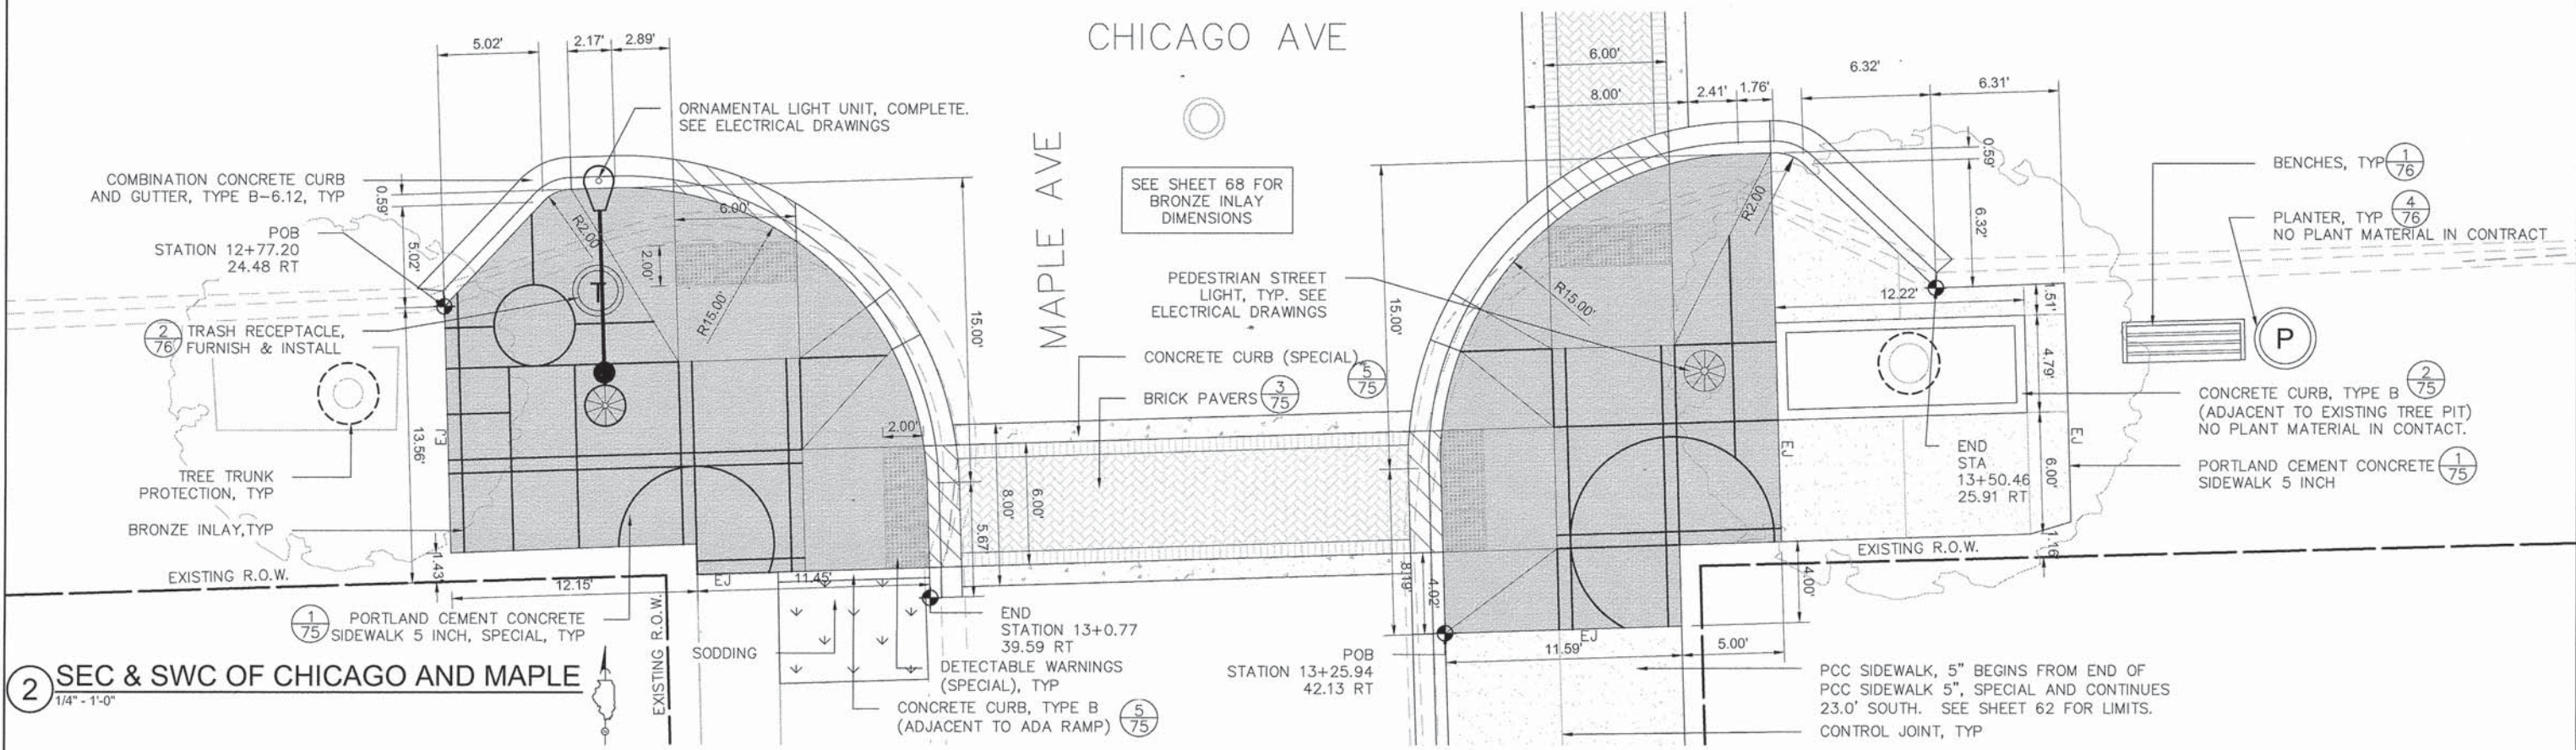 CHICAGO AVE
MAPLE AVE
5.02'
2.17'
2.89'
ORNAMENTAL LIGHT UNIT, COMPLETE.
SEE ELECTRICAL DRAWINGS
COMBINATION CONCRETE CURB
AND GUTTER, TYPE B-6.12, TYP
0.59'
5.02'
POB
STATION 12+77.20
24.48 RT
2
76
TRASH RECEPTACLE,
FURNISH & INSTALL
TREE TRUNK
PROTECTION, TYP
BRONZE INLAY,TYP
EXISTING R.O.W.
R2.00'
6.00'
2.00'
R15.00'
T
EJ
13.56'
1.43'
12.15'
EJ
11.45'
2.00'
15.00'
5.67'
8.00'
6.00'
1
75
PORTLAND CEMENT CONCRETE
SIDEWALK 5 INCH, SPECIAL, TYP
EXISTING R.O.W.
SODDING
END
STATION 13+0.77
39.59 RT
DETECTABLE WARNINGS
(SPECIAL), TYP
CONCRETE CURB, TYPE B
(ADJACENT TO ADA RAMP)
5
75
2
SEC & SWC OF CHICAGO AND MAPLE
1/4" - 1'-0"
SEE SHEET 68 FOR
BRONZE INLAY
DIMENSIONS
PEDESTRIAN STREET
LIGHT, TYP. SEE
ELECTRICAL DRAWINGS
CONCRETE CURB (SPECIAL)
5
75
BRICK PAVERS
3
75
6.00'
8.00'
2.41'
1.76'
6.32'
6.31'
0.59'
6.32'
R2.00'
R15.00'
15.00'
12.22'
1.51'
4.79'
6.00'
1.16'
EJ
EJ
END
STA
13+50.46
25.91 RT
EXISTING R.O.W.
4.00'
8.19'
4.02'
POB
STATION 13+25.94
42.13 RT
EJ
11.59'
5.00'
BENCHES, TYP
1
76
PLANTER, TYP
4
76
NO PLANT MATERIAL IN CONTRACT
P
CONCRETE CURB, TYPE B
2
75
(ADJACENT TO EXISTING TREE PIT)
NO PLANT MATERIAL IN CONTACT.
PORTLAND CEMENT CONCRETE
1
75
SIDEWALK 5 INCH
PCC SIDEWALK, 5" BEGINS FROM END OF
PCC SIDEWALK 5", SPECIAL AND CONTINUES
23.0' SOUTH. SEE SHEET 62 FOR LIMITS.
CONTROL JOINT, TYP